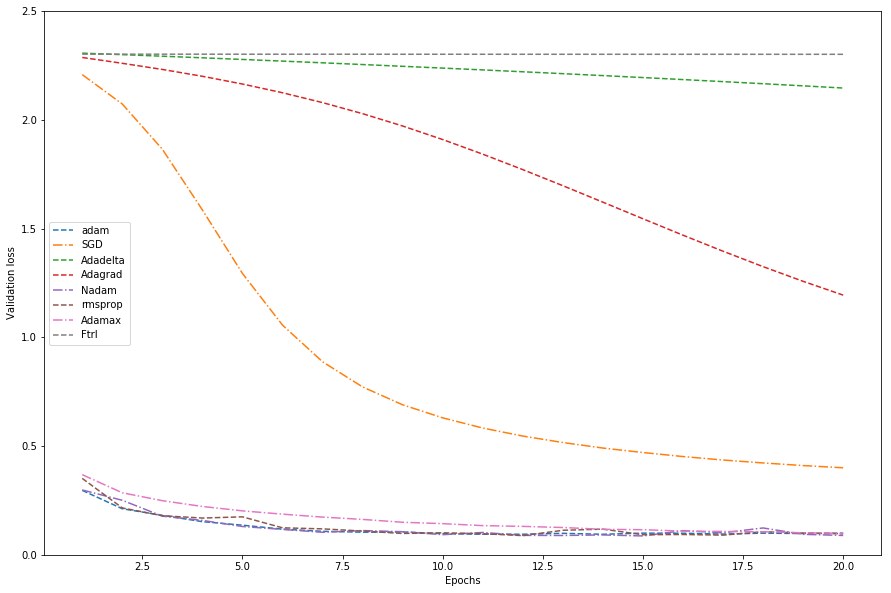 2.5
2.0
1.5
1.0
0.5
0.0
Validation loss
adam
SGD
Adadelta
Adagrad
Nadam
rmsprop
Adamax
Ftrl
2.5 5.0 7.5 10.0 12.5 15.0 17.5 20.0
Epochs